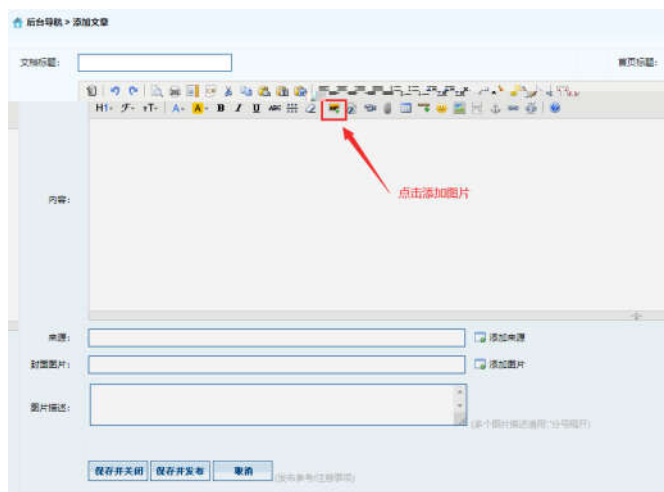 后台导航 > 添加文章
文档标题:
首页标题:
H1 F T A A B I U
点击添加图片
内容:
来源:
添加来源
封面图片:
添加图片
图片描述:
(多个图片描述请用";"分号隔开)
保存并关闭 保存并发布 取消